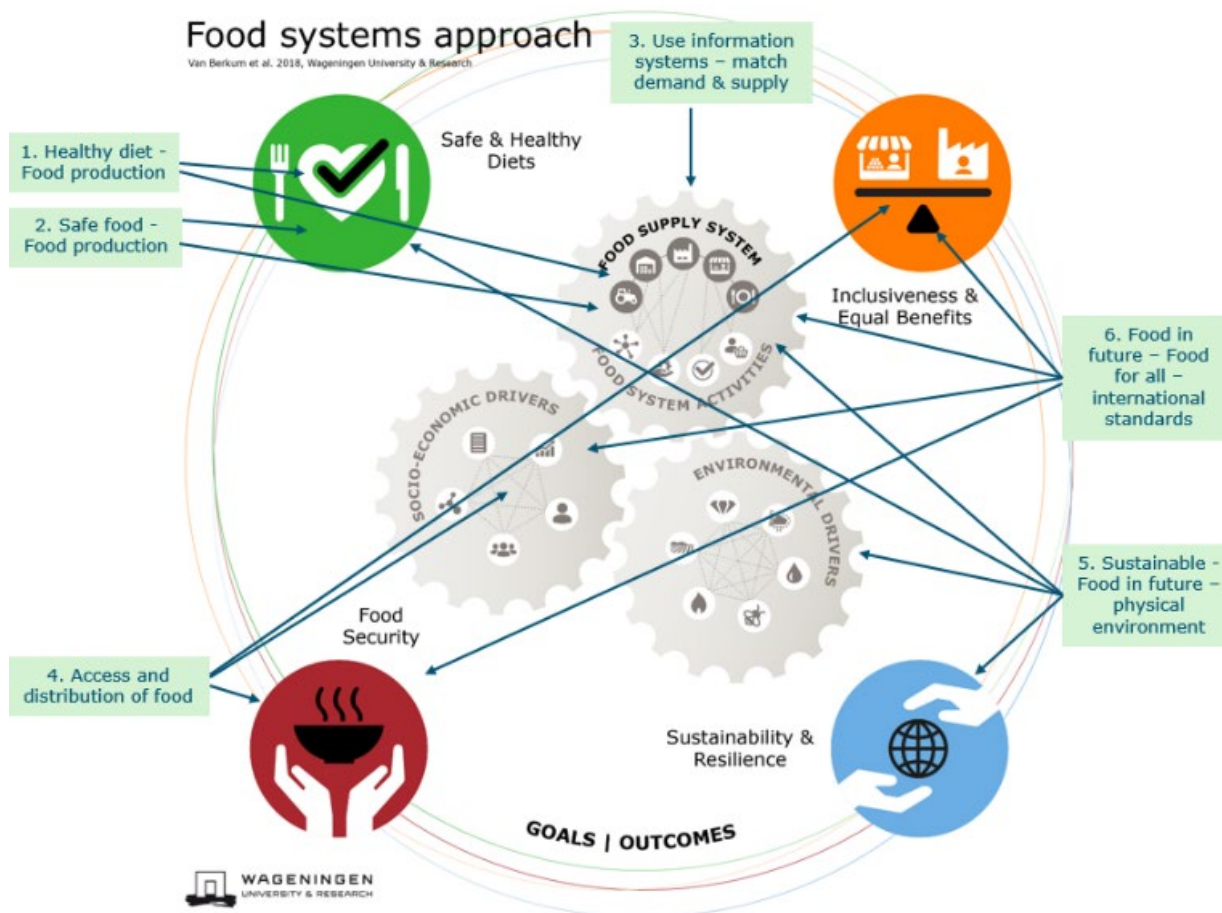 Food systems approach
Van Berkum et al. 2018, Wageningen University & Research
3. Use information
systems – match
demand & supply
Safe & Healthy
Diets
1. Healthy diet -
Food production
2. Safe food -
Food production
FOOD SUPPLY SYSTEM
FOOD SYSTEM ACTIVITIES
Inclusiveness &
Equal Benefits
6. Food in
future – Food
for all –
international
standards
SOCIO-ECONOMIC DRIVERS
ENVIRONMENTAL DRIVERS
5. Sustainable -
Food in future –
physical
environment
Food
Security
4. Access and
distribution of food
Sustainability &
Resilience
GOALS | OUTCOMES
WAGENINGEN
UNIVERSITY & RESEARCH